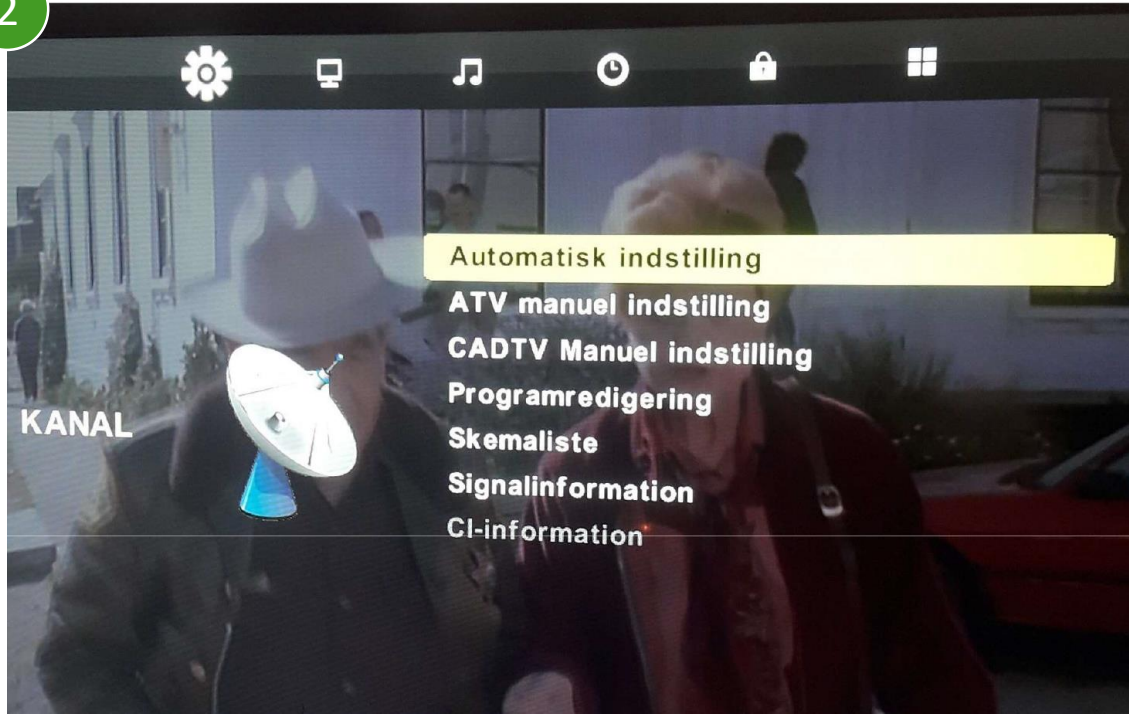 2
Automatisk indstilling
ATV manuel indstilling
CADTV Manuel indstilling
Programredigering
KANAL
Skemaliste
Signalinformation
CI-information